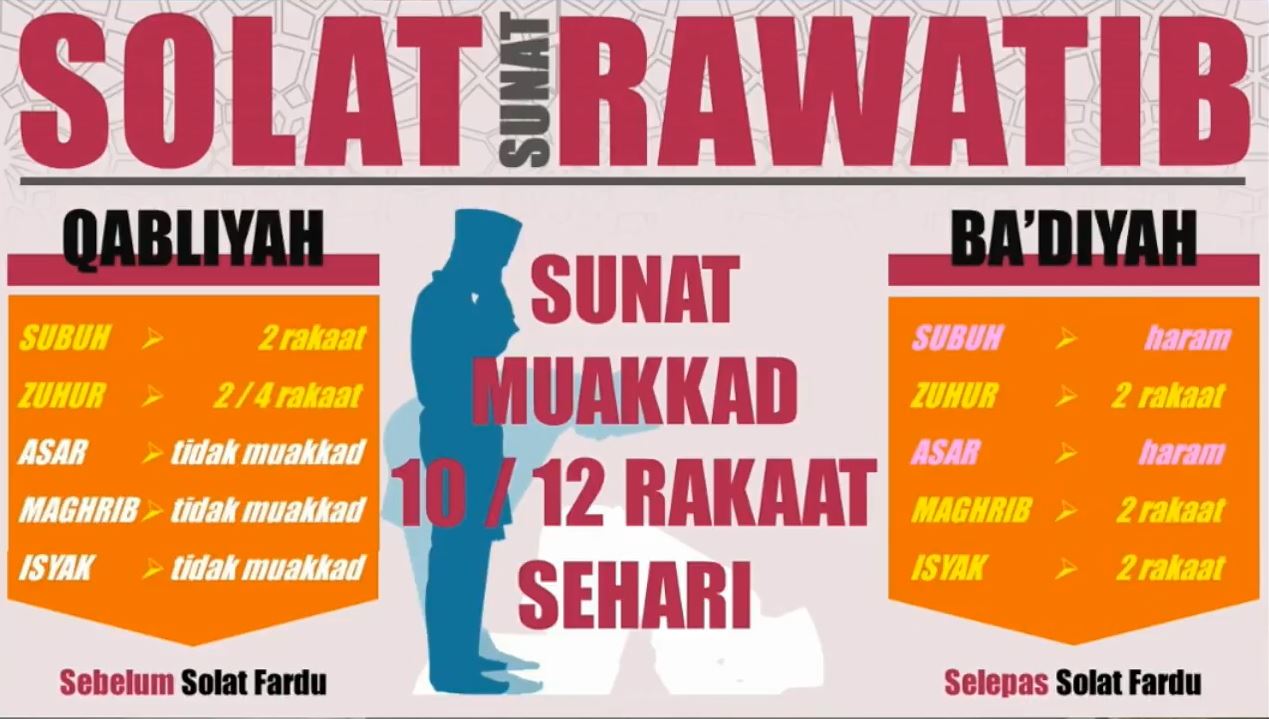 SOLAT SUNAT RAWATIB
QABLIYAH
SUBUH ➢ 2 rakaat
ZUHUR ➢ 2 / 4 rakaat
ASAR ➢ tidak muakkad
MAGHRIB ➢ tidak muakkad
ISYAK ➢ tidak muakkad
Sebelum Solat Fardu
SUNAT
MUAKKAD
10 / 12 RAKAAT
SEHARI
BA’DIYAH
SUBUH ➢ haram
ZUHUR ➢ 2 rakaat
ASAR ➢ haram
MAGHRIB ➢ 2 rakaat
ISYAK ➢ 2 rakaat
Selepas Solat Fardu